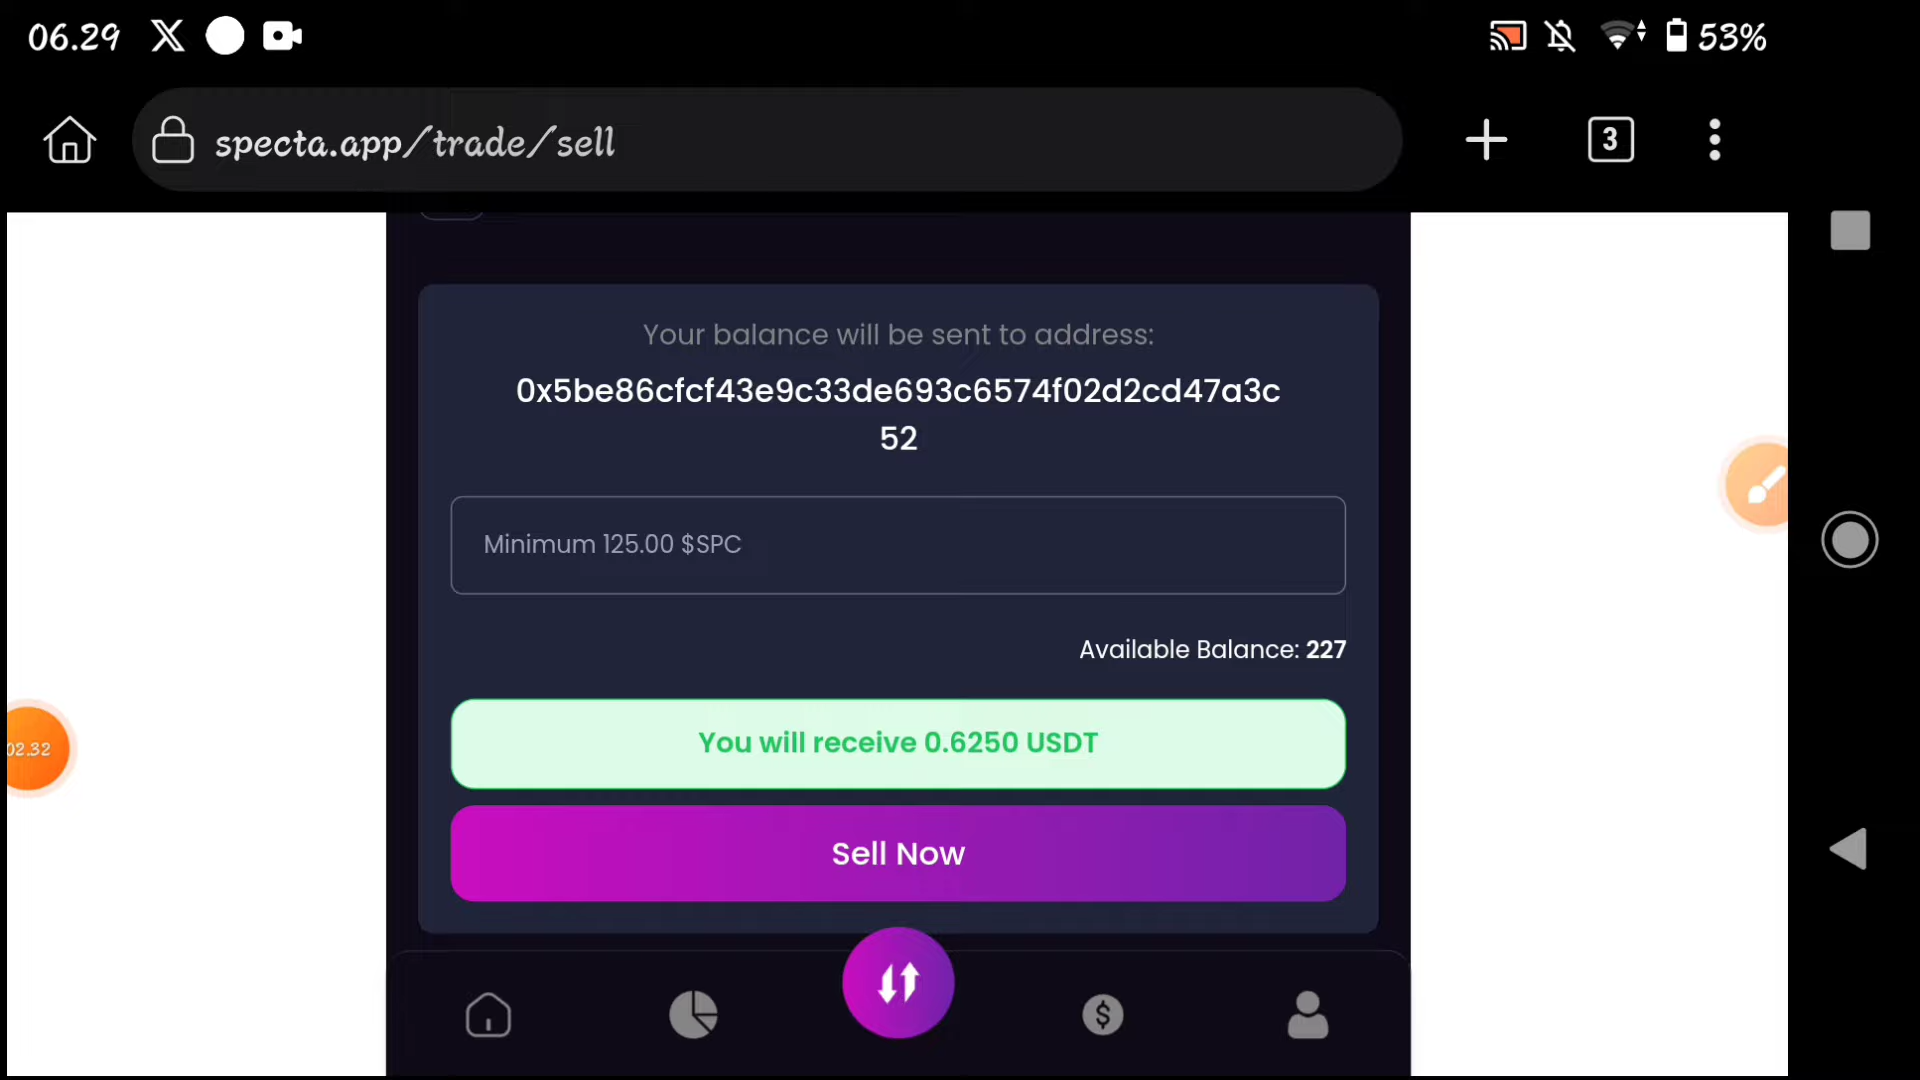 06.29
53%
specta.app/trade/sell
3
Your balance will be sent to address:
0x5be86cfcf43e9c33de693c6574f02d2cd47a3c
52
Minimum 125.00 $SPC
Available Balance: 227
You will receive 0.6250 USDT
02.32
Sell Now